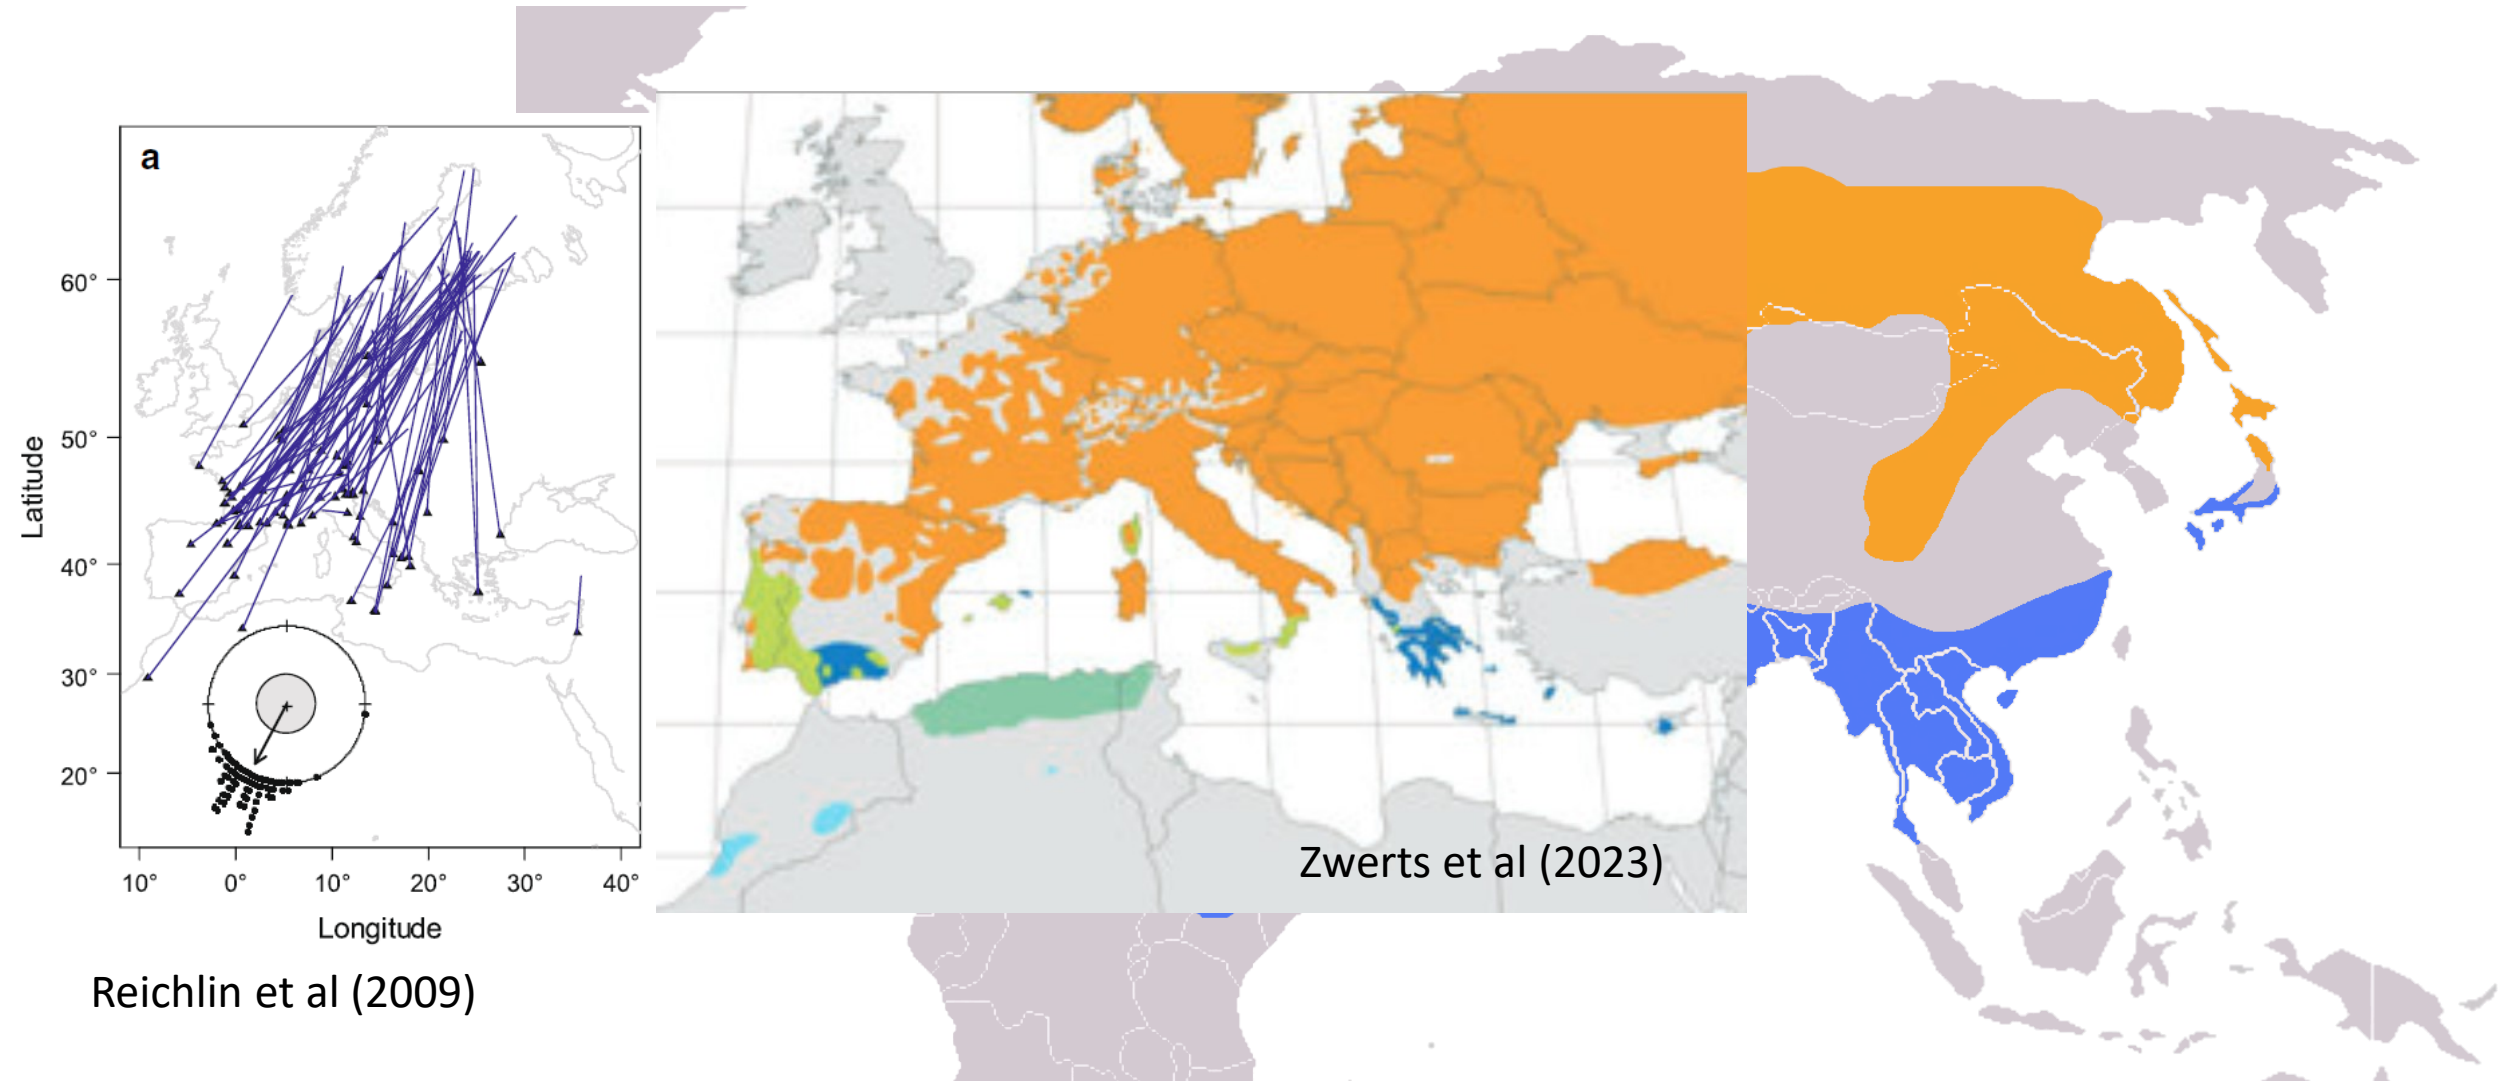 a
60°
50°
40°
30°
20°
Latitude
10° 0° 10° 20° 30° 40°
Longitude
Reichlin et al (2009)
Zwerts et al (2023)